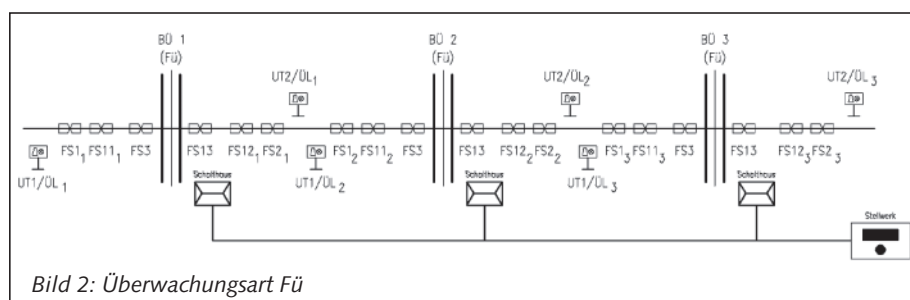 BÜ 1 BÜ 2 BÜ 3
(Fü) (Fü) (Fü)
UT2/ÜL1 UT2/ÜL2 UT2/ÜL3
FS1₁ FS11₁ FS3 FS13 FS12₁ FS2₁ FS1₂ FS11₂ FS3 FS13 FS12₂ FS2₂ FS1₃ FS11₃ FS3 FS13 FS12₃ FS2₃
UT1/ÜL1 UT1/ÜL2 UT1/ÜL3
Schalthaus Schalthaus Schalthaus
Stellwerk
Bild 2: Überwachungsart Fü